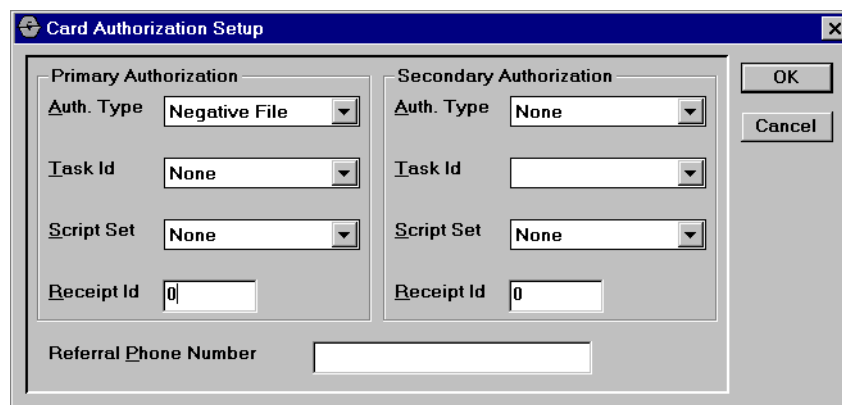 Card Authorization Setup
Primary Authorization
Auth. Type Negative File
Task Id None
Script Set None
Receipt Id 0
Secondary Authorization
Auth. Type None
Task Id
Script Set None
Receipt Id 0
Referral Phone Number
OK
Cancel